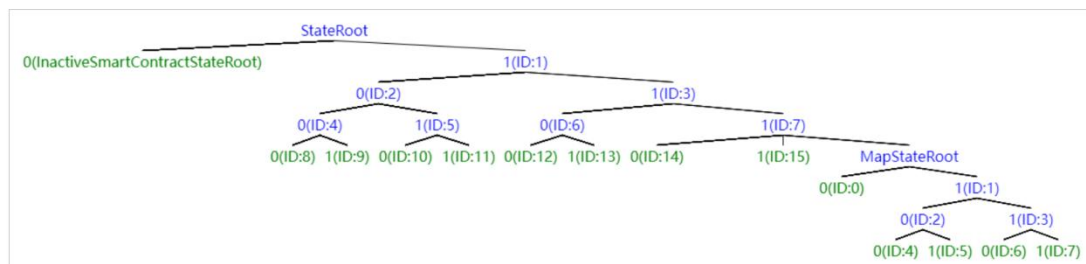 StateRoot
0(InactiveSmartContractStateRoot)
1(ID:1)
0(ID:2)
1(ID:3)
0(ID:4)
1(ID:5)
0(ID:6)
1(ID:7)
0(ID:8)
1(ID:9)
0(ID:10)
1(ID:11)
0(ID:12)
1(ID:13)
0(ID:14)
1(ID:15)
MapStateRoot
0(ID:0)
1(ID:1)
0(ID:2)
1(ID:3)
0(ID:4)
1(ID:5)
0(ID:6)
1(ID:7)